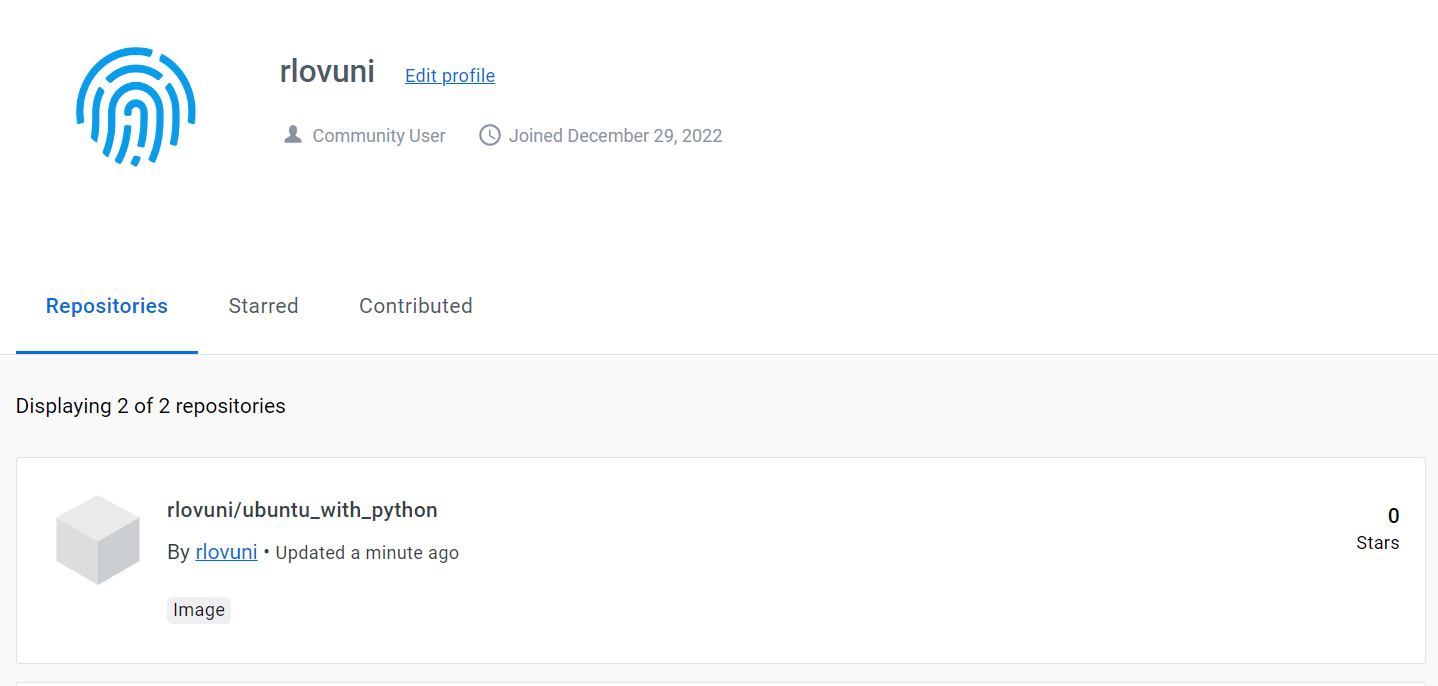 rlovuni Edit profile
Community User Joined December 29, 2022
Repositories Starred Contributed
Displaying 2 of 2 repositories
rlovuni/ubuntu_with_python
By rlovuni • Updated a minute ago
Image
0
Stars